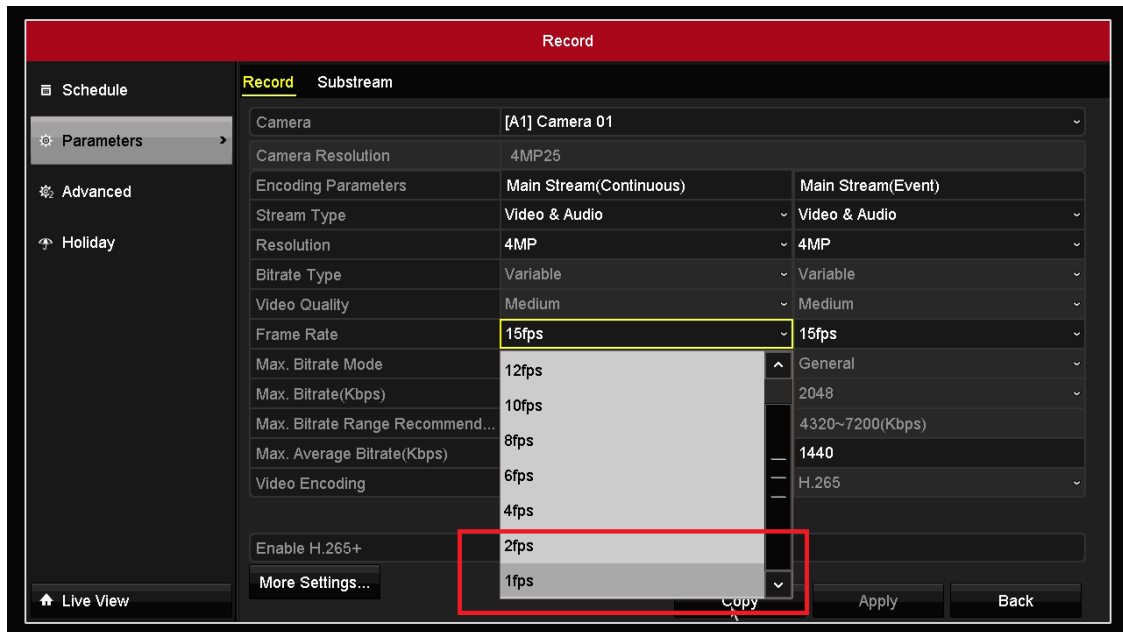 Record
Schedule
Parameters
Advanced
Holiday
Live View
Record Substream
Camera [A1] Camera 01
Camera Resolution 4MP25
Encoding Parameters Main Stream(Continuous) Main Stream(Event)
Stream Type Video & Audio Video & Audio
Resolution 4MP 4MP
Bitrate Type Variable Variable
Video Quality Medium Medium
Frame Rate 15fps 15fps
Max. Bitrate Mode General
Max. Bitrate(Kbps) 2048
Max. Bitrate Range Recommend... 4320~7200(Kbps)
Max. Average Bitrate(Kbps) 1440
Video Encoding H.265
12fps
10fps
8fps
6fps
4fps
2fps
1fps
Enable H.265+
More Settings...
Copy Apply Back